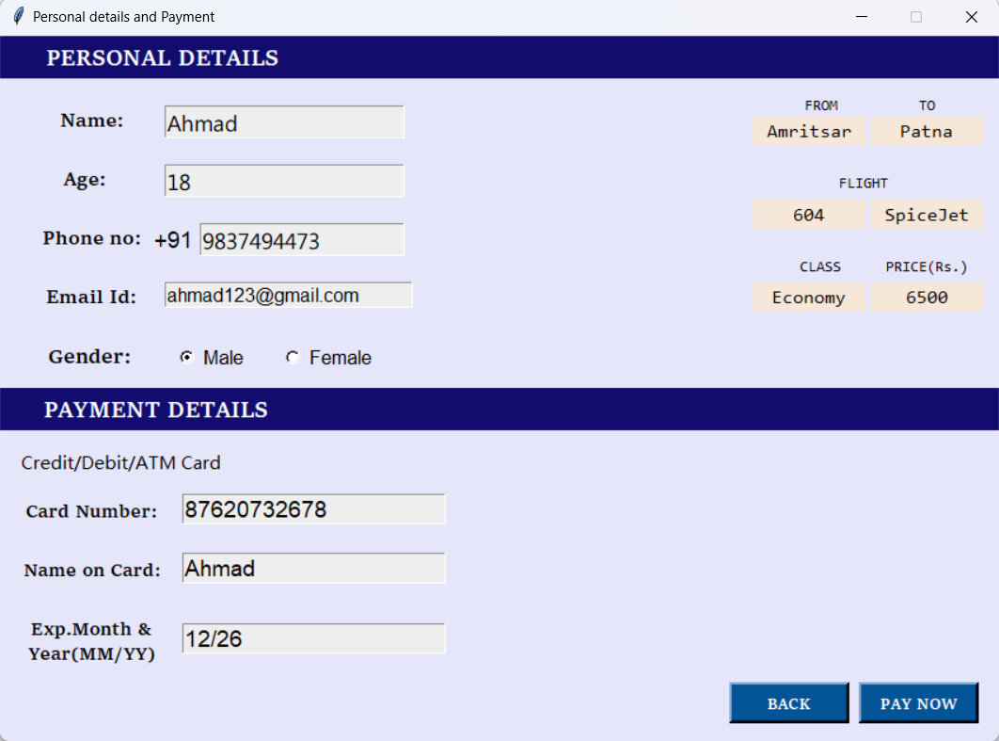 Personal details and Payment
PERSONAL DETAILS
Name: Ahmad
Age: 18
Phone no: +91 9837494473
Email Id: ahmad123@gmail.com
Gender: Male Female
FROM TO
Amritsar Patna
FLIGHT
604 SpiceJet
CLASS PRICE(Rs.)
Economy 6500
PAYMENT DETAILS
Credit/Debit/ATM Card
Card Number: 87620732678
Name on Card: Ahmad
Exp.Month &
Year(MM/YY) 12/26
BACK PAY NOW